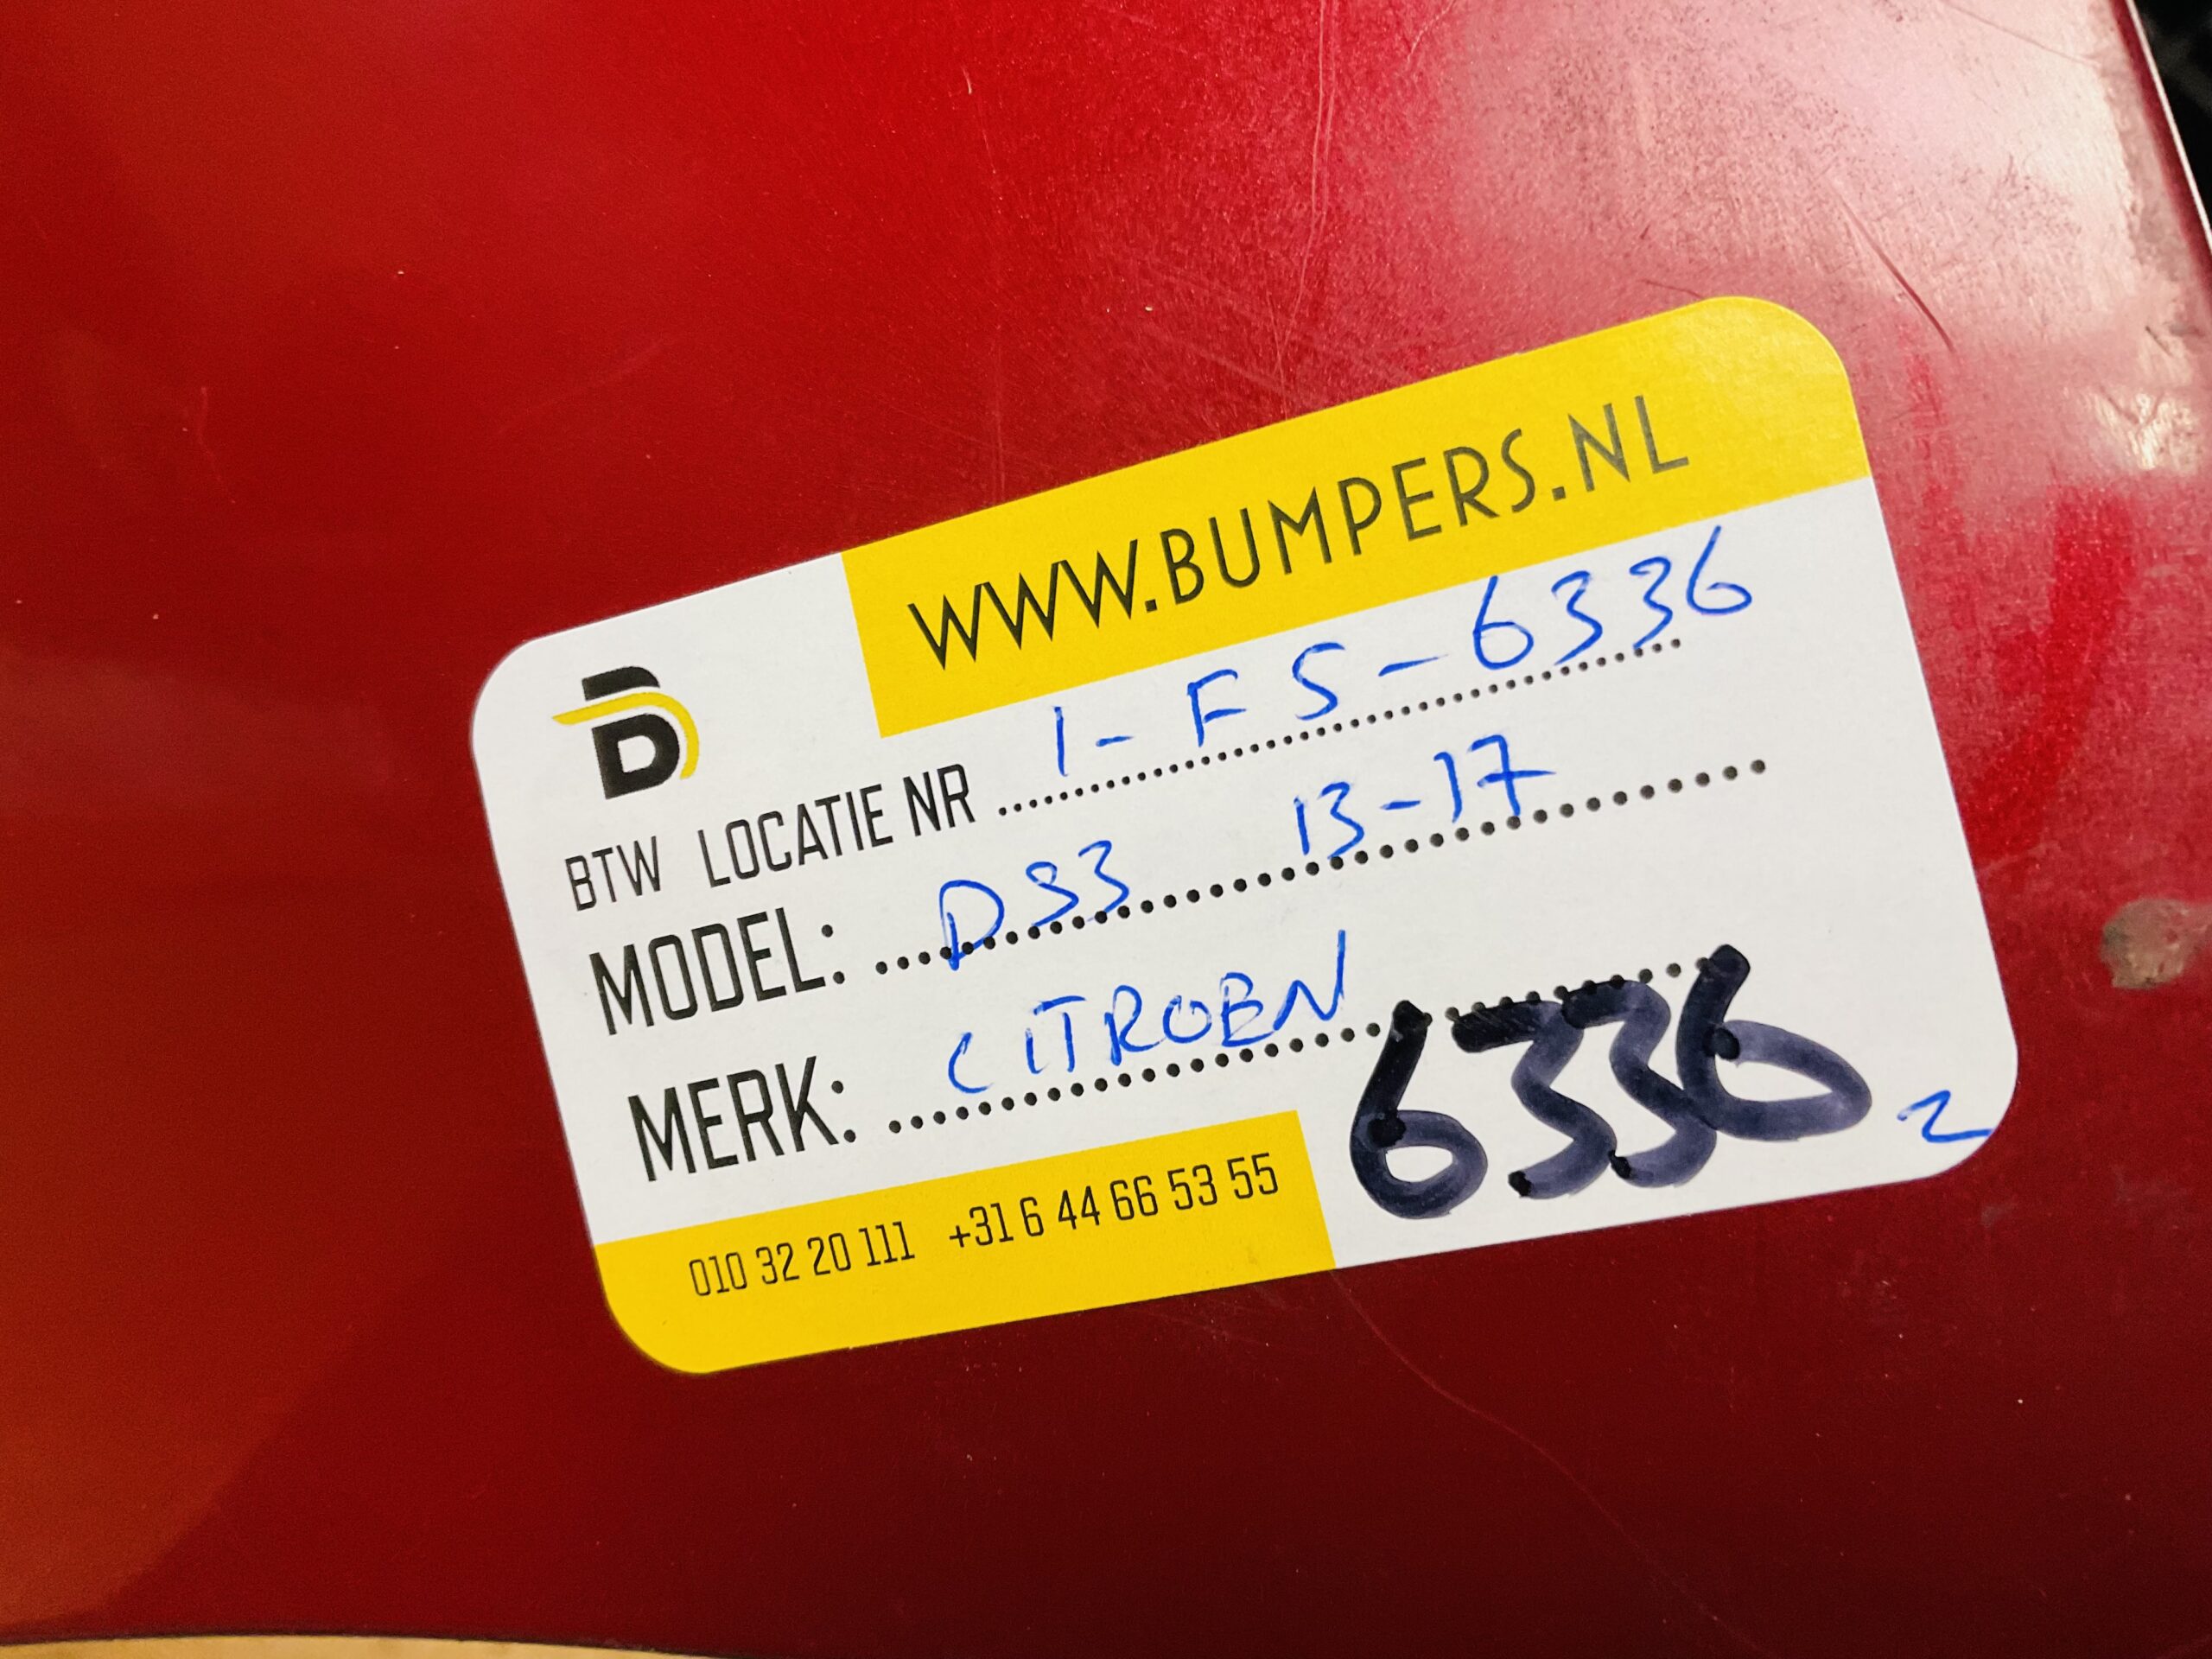 WWW.BUMPERS.NL
B
BTW LOCATIE NR 1-FS-6336
MODEL: DS3 13-17
MERK: CITROEN
6336 2
010 32 20 111 +31 6 44 66 53 55